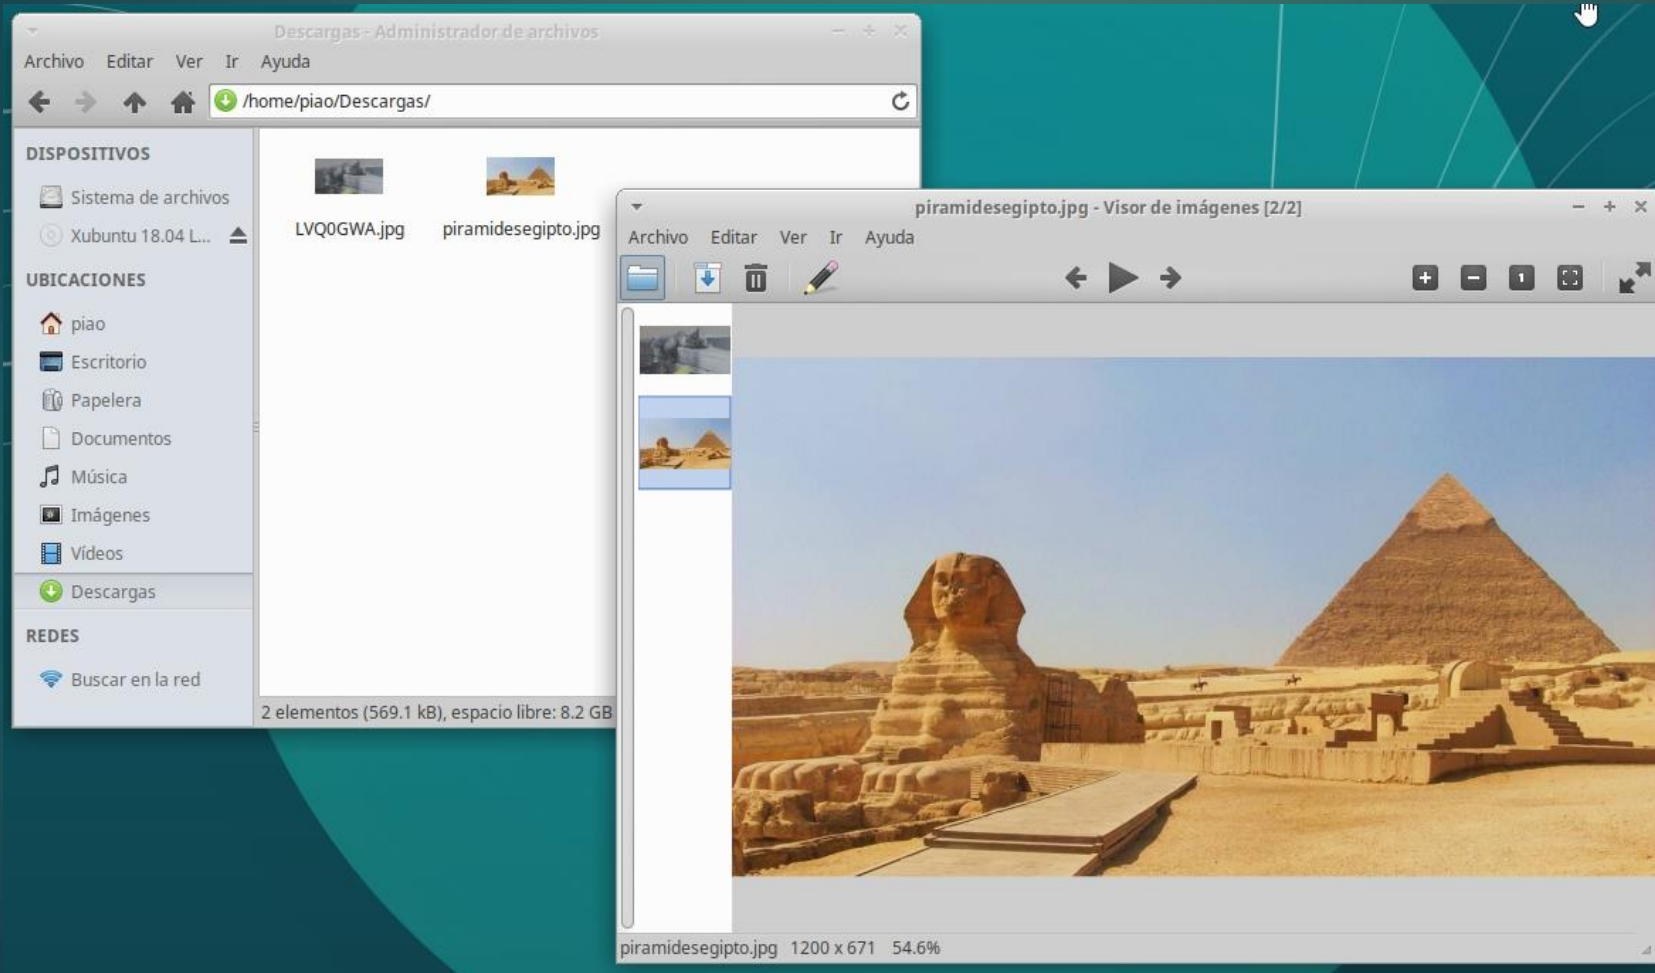 Descargas - Administrador de archivos
Archivo Editar Ver Ir Ayuda
/home/piao/Descargas/
DISPOSITIVOS
Sistema de archivos
Xubuntu 18.04 L...
UBICACIONES
piao
Escritorio
Papelera
Documentos
Música
Imágenes
Vídeos
Descargas
REDES
Buscar en la red
LVQ0GWA.jpg
piramidesegipto.jpg
2 elementos (569.1 kB), espacio libre: 8.2 GB
piramidesegipto.jpg - Visor de imágenes [2/2]
Archivo Editar Ver Ir Ayuda
1
piramidesegipto.jpg 1200 x 671 54.6%